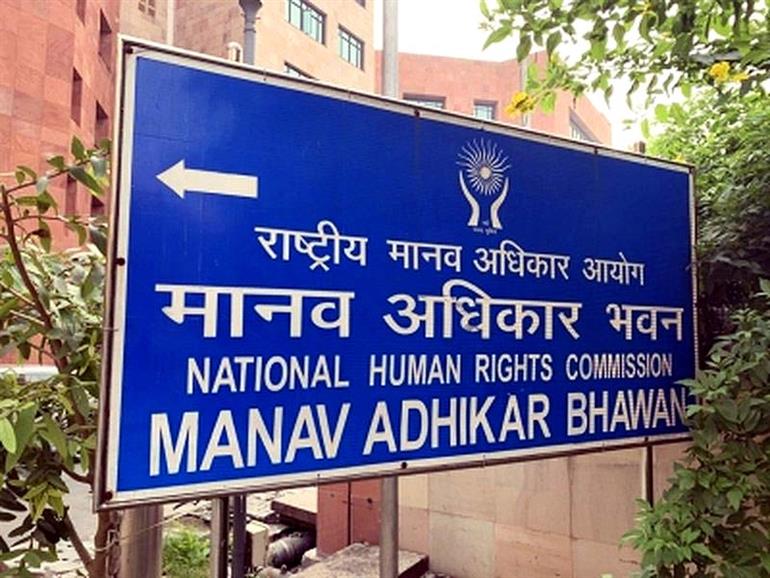 राष्ट्रीय मानव अधिकार आयोग
मानव अधिकार भवन
NATIONAL HUMAN RIGHTS COMMISSION
MANAV ADHIKAR BHAWAN